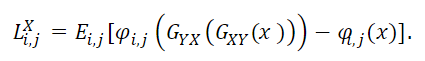 L^X_{i,j} = E_{i,j}[φ_{i,j}(G_{YX}(G_{XY}(x))) − φ_{i,j}(x)].